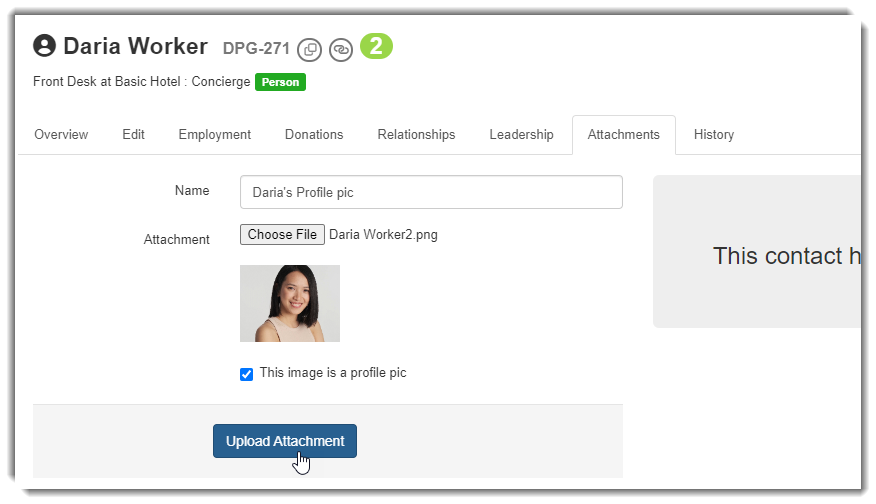 Daria Worker DPG-271 2
Front Desk at Basic Hotel : Concierge Person
Overview Edit Employment Donations Relationships Leadership Attachments History
Name Daria's Profile pic
Attachment Choose File Daria Worker2.png
This contact h
This image is a profile pic
Upload Attachment